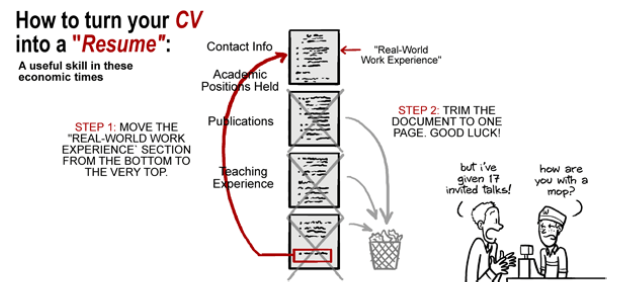 How to turn your CV
into a "Resume":
A useful skill in these
economic times
Contact Info
"Real-World
Work Experience"
Academic
Positions Held
Publications
Teaching
Experience
STEP 1: MOVE THE
"REAL-WORLD WORK
EXPERIENCE` SECTION
FROM THE BOTTOM TO
THE VERY TOP.
STEP 2: TRIM THE
DOCUMENT TO ONE
PAGE. GOOD LUCK!
but i've
given 17
invited talks!
how are
you with a
mop?